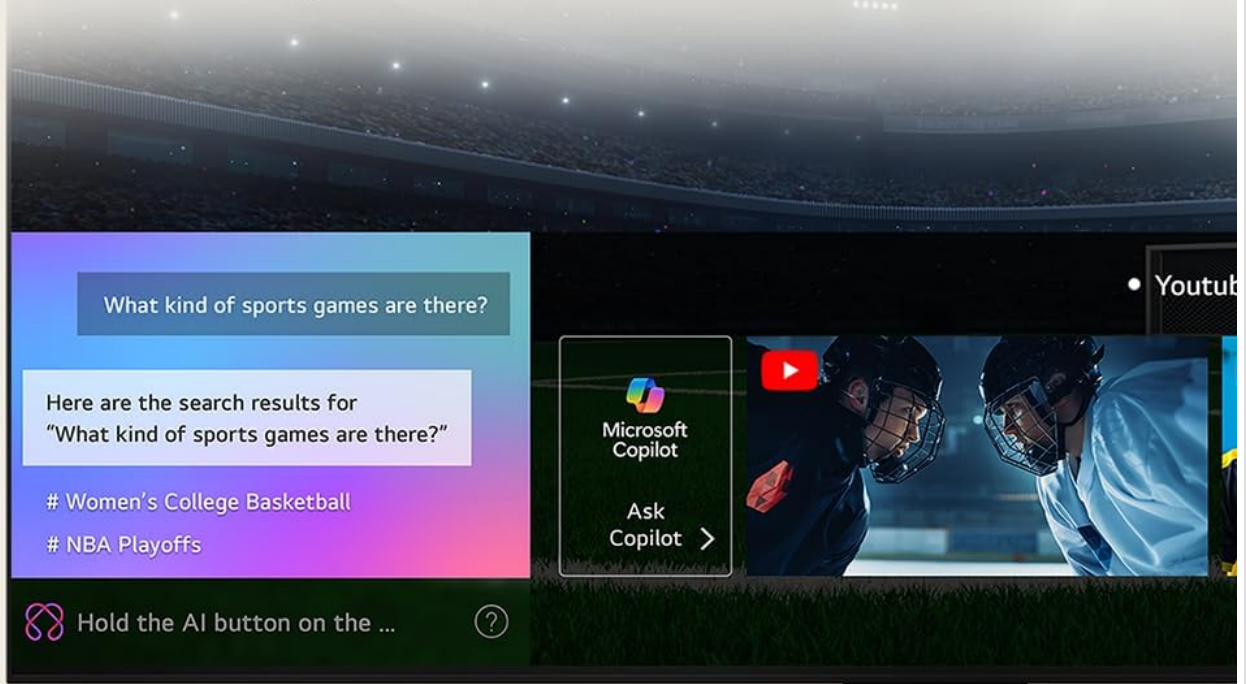 What kind of sports games are there?
Here are the search results for
“What kind of sports games are there?”
# Women’s College Basketball
# NBA Playoffs
Hold the AI button on the ...
?
Microsoft
Copilot
Ask
Copilot >
• Youtub